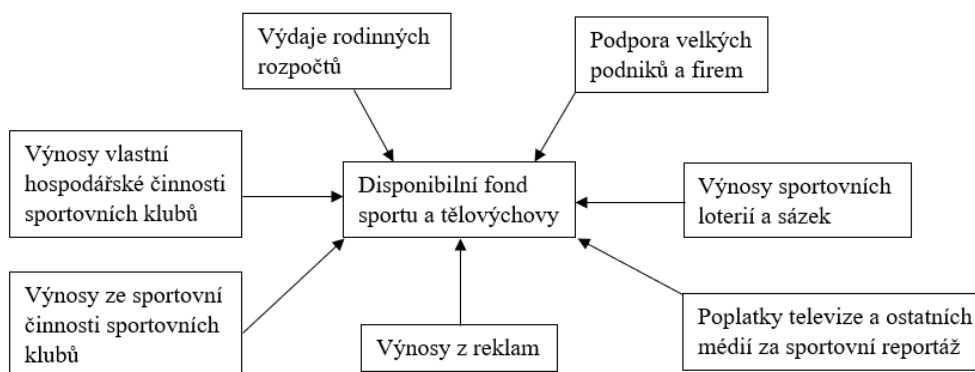 Výdaje rodinných
rozpočtů
Podpora velkých
podniků a firem
Výnosy vlastní
hospodářské činnosti
sportovních klubů
Disponibilní fond
sportu a tělovýchovy
Výnosy sportovních
loterií a sázek
Výnosy ze sportovní
činnosti sportovních
klubů
Výnosy z reklam
Poplatky televize a ostatních
médií za sportovní reportáž